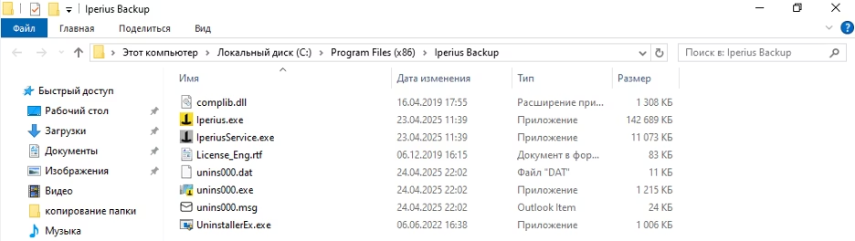 Iperius Backup
Файл Главная Поделиться Вид
Этот компьютер > Локальный диск (C:) > Program Files (x86) > Iperius Backup Поиск в: Iperius Backup
Имя Дата изменения Тип Размер
Быстрый доступ
Рабочий стол
Загрузки
Документы
Изображения
Видео
копирование папки
Музыка
complib.dll 16.04.2019 17:55 Расширение при... 1 308 КБ
Iperius.exe 23.04.2025 11:39 Приложение 142 689 КБ
IperiusService.exe 23.04.2025 11:39 Приложение 11 073 КБ
License_Eng.rtf 06.12.2019 16:15 Документ в фор... 83 КБ
unins000.dat 24.04.2025 22:02 Файл "DAT" 11 КБ
unins000.exe 24.04.2025 22:02 Приложение 1 215 КБ
unins000.msg 24.04.2025 22:02 Outlook Item 24 КБ
UninstallerEx.exe 06.06.2022 16:38 Приложение 1 006 КБ